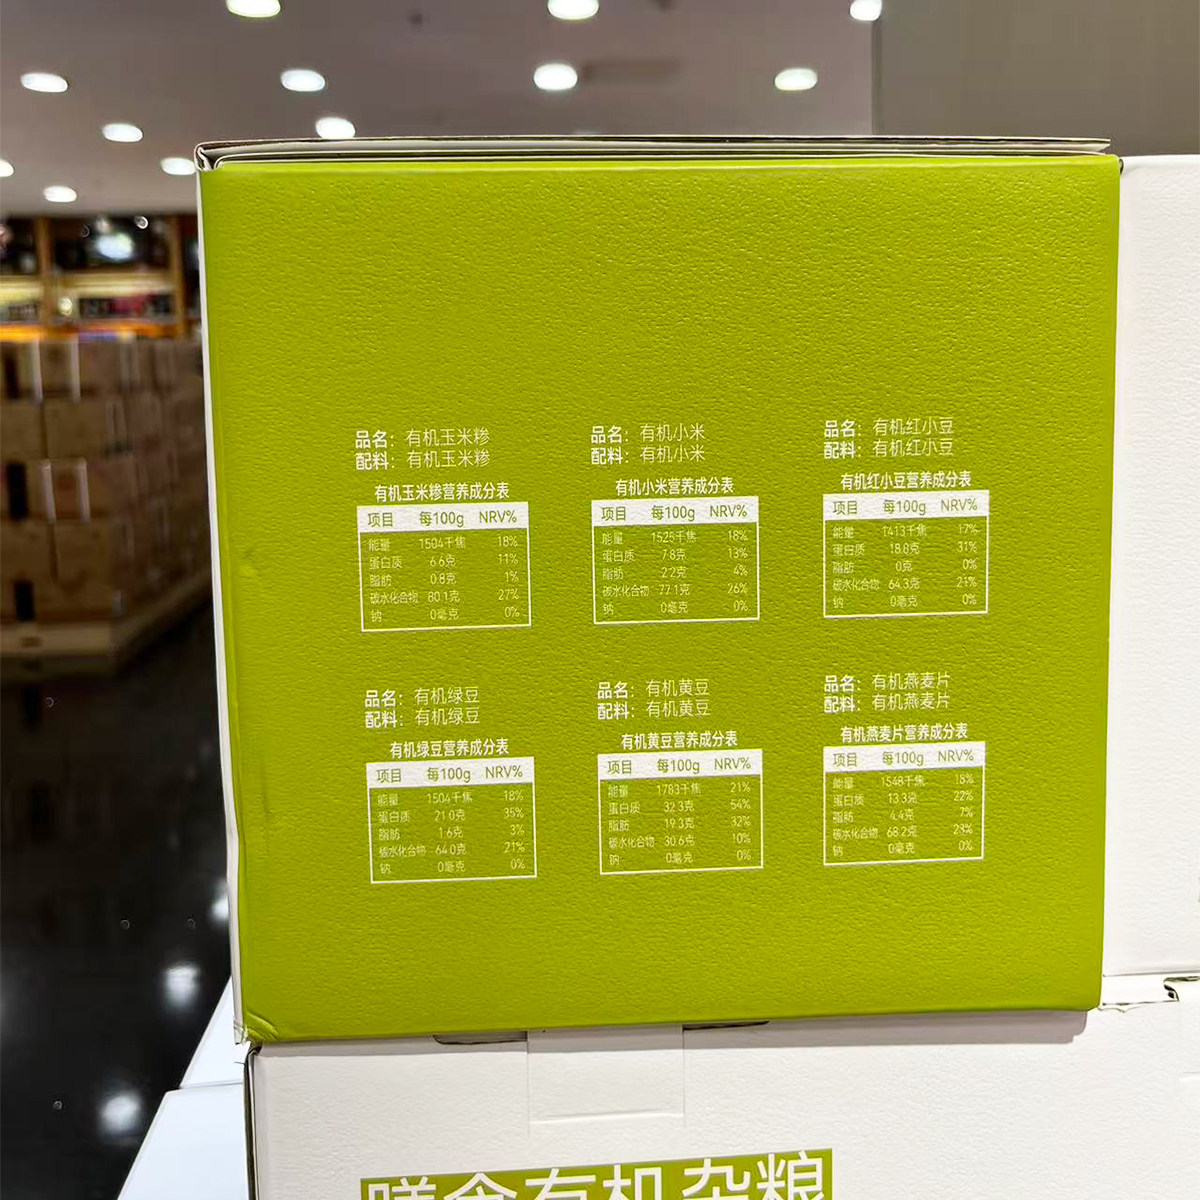 品名：有机玉米糁
配料：有机玉米糁
有机玉米糁营养成分表
项目 每100g NRV%
能量 1504千焦 18%
蛋白质 6.6克 11%
脂肪 0.8克 1%
碳水化合物 80.1克 27%
钠 0毫克 0%
品名：有机小米
配料：有机小米
有机小米营养成分表
项目 每100g NRV%
能量 1525千焦 18%
蛋白质 7.8克 13%
脂肪 2.2克 4%
碳水化合物 77.1克 26%
钠 0毫克 0%
品名：有机红小豆
配料：有机红小豆
有机红小豆营养成分表
项目 每100g NRV%
能量 1413千焦 17%
蛋白质 18.8克 31%
脂肪 0克 0%
碳水化合物 64.3克 21%
钠 0毫克 0%
品名：有机绿豆
配料：有机绿豆
有机绿豆营养成分表
项目 每100g NRV%
能量 1504千焦 18%
蛋白质 21.0克 35%
脂肪 1.6克 3%
碳水化合物 64.0克 21%
钠 0毫克 0%
品名：有机黄豆
配料：有机黄豆
有机黄豆营养成分表
项目 每100g NRV%
能量 1783千焦 21%
蛋白质 32.3克 54%
脂肪 19.3克 32%
碳水化合物 30.6克 10%
钠 0毫克 0%
品名：有机燕麦片
配料：有机燕麦片
有机燕麦片营养成分表
项目 每100g NRV%
能量 1548千焦 18%
蛋白质 13.3克 22%
脂肪 4.4克 7%
碳水化合物 68.2克 23%
钠 0毫克 0%
膳食有机杂粮